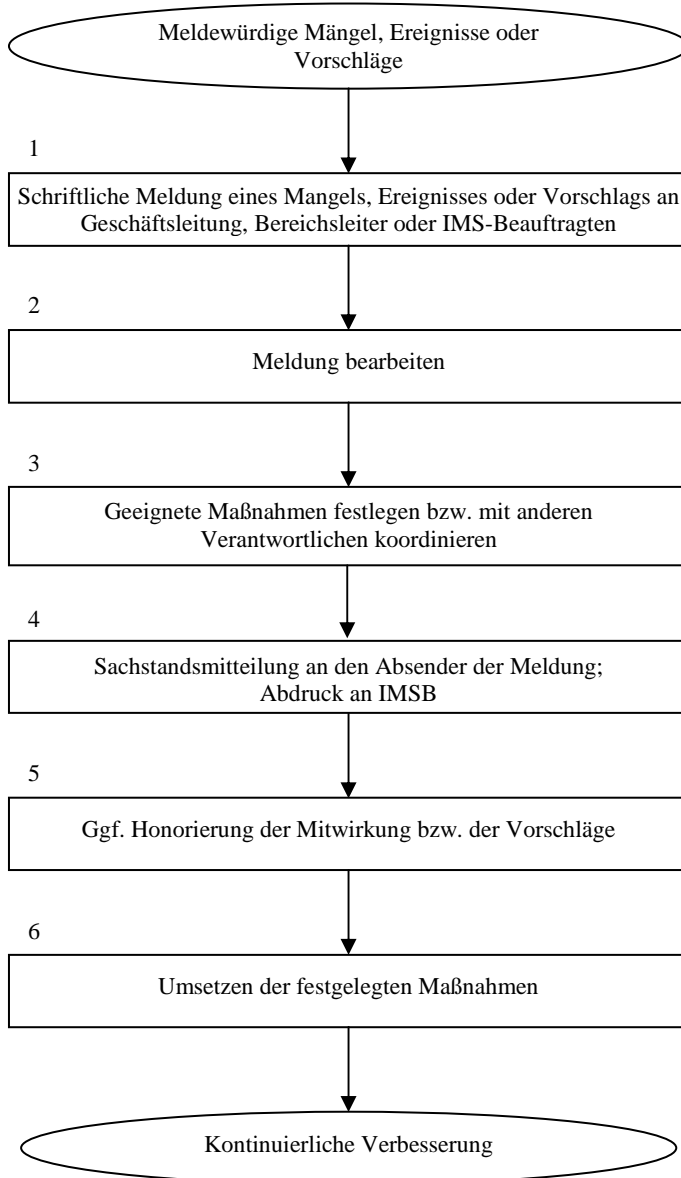 Meldewürdige Mängel, Ereignisse oder
Vorschläge
1
Schriftliche Meldung eines Mangels, Ereignisses oder Vorschlags an
Geschäftsleitung, Bereichsleiter oder IMS-Beauftragten
2
Meldung bearbeiten
3
Geeignete Maßnahmen festlegen bzw. mit anderen
Verantwortlichen koordinieren
4
Sachstandsmitteilung an den Absender der Meldung;
Abdruck an IMSB
5
Ggf. Honorierung der Mitwirkung bzw. der Vorschläge
6
Umsetzen der festgelegten Maßnahmen
Kontinuierliche Verbesserung